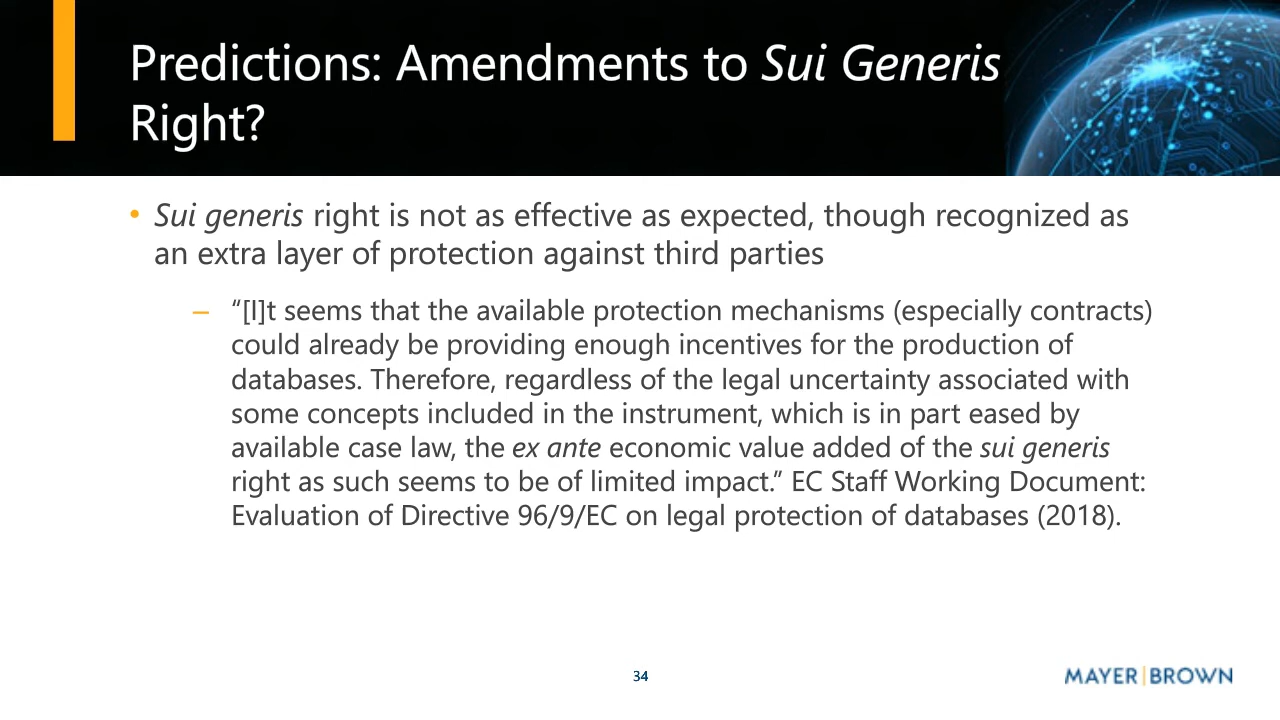 Predictions: Amendments to Sui Generis
Right?
• Sui generis right is not as effective as expected, though recognized as
an extra layer of protection against third parties
– “[I]t seems that the available protection mechanisms (especially contracts)
could already be providing enough incentives for the production of
databases. Therefore, regardless of the legal uncertainty associated with
some concepts included in the instrument, which is in part eased by
available case law, the ex ante economic value added of the sui generis
right as such seems to be of limited impact.” EC Staff Working Document:
Evaluation of Directive 96/9/EC on legal protection of databases (2018).
34
MAYER|BROWN